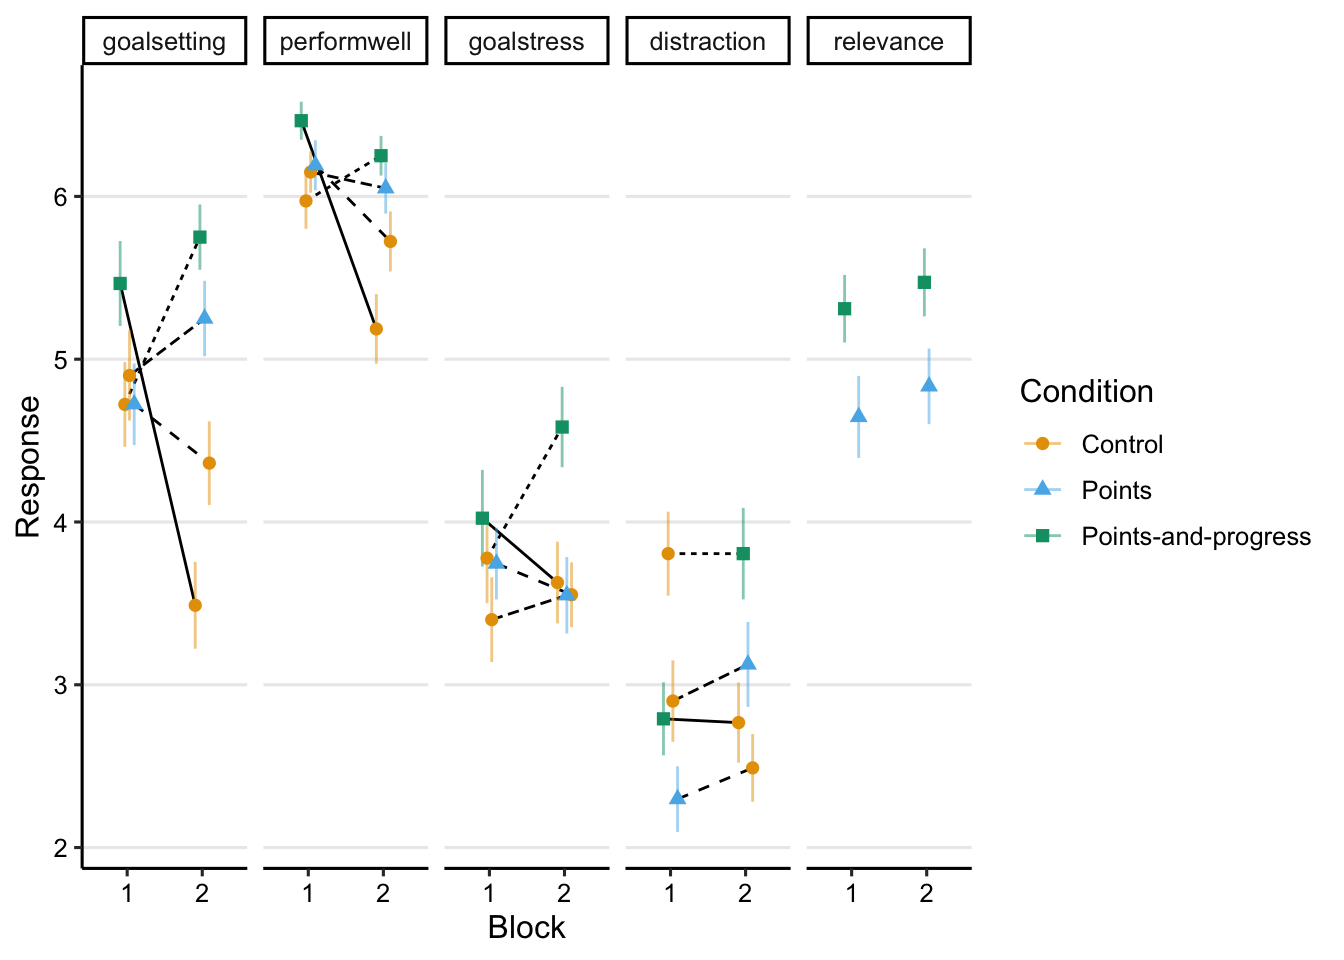 goalsetting performwell goalstress distraction relevance
6
5
4
3
2
Response
1 2 1 2 1 2 1 2 1 2
Block
Condition
Control
Points
Points-and-progress